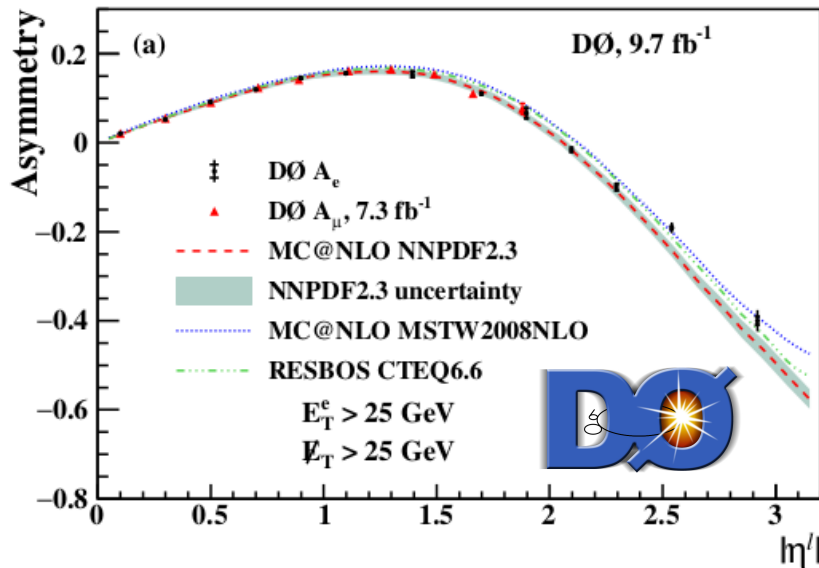 (a)
DØ, 9.7 fb⁻¹
Asymmetry
0.2
0
−0.2
−0.4
−0.6
−0.8
DØ Aₑ
DØ A_μ, 7.3 fb⁻¹
MC@NLO NNPDF2.3
NNPDF2.3 uncertainty
MC@NLO MSTW2008NLO
RESBOS CTEQ6.6
E_T^e > 25 GeV
E̸_T > 25 GeV
DØ
0 0.5 1 1.5 2 2.5 3
|η^l|